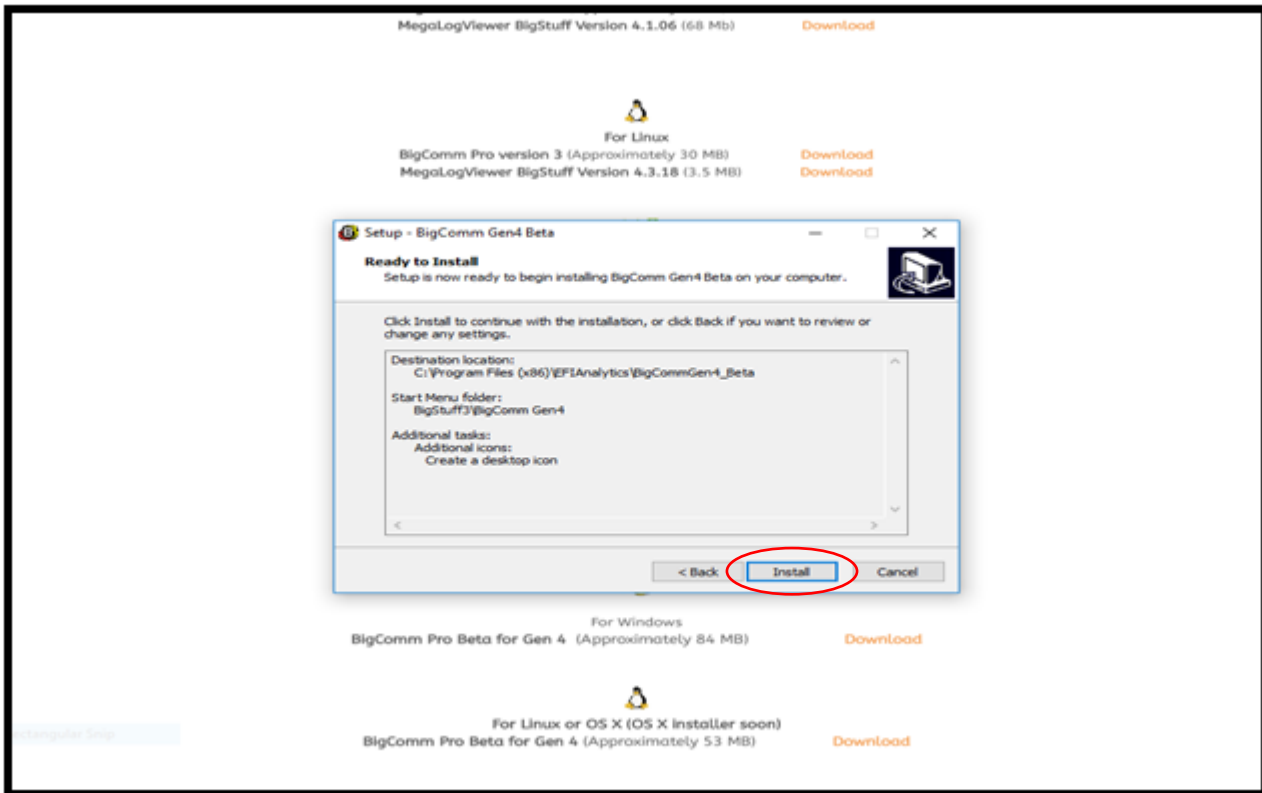 MegaLogViewer BigStuff Version 4.1.06 (68 Mb) Download
For Linux
BigComm Pro version 3 (Approximately 30 MB) Download
MegaLogViewer BigStuff Version 4.3.18 (3.5 MB) Download
Setup - BigComm Gen4 Beta
Ready to Install
Setup is now ready to begin installing BigComm Gen4 Beta on your computer.
Click Install to continue with the installation, or click Back if you want to review or
change any settings.
Destination location:
C:\Program Files (x86)\EFIAnalytics\BigCommGen4_Beta
Start Menu folder:
BigStuff3\BigComm Gen4
Additional tasks:
Additional icons:
Create a desktop icon
< Back Install Cancel
For Windows
BigComm Pro Beta for Gen 4 (Approximately 84 MB) Download
For Linux or OS X (OS X installer soon)
BigComm Pro Beta for Gen 4 (Approximately 53 MB) Download
Snip